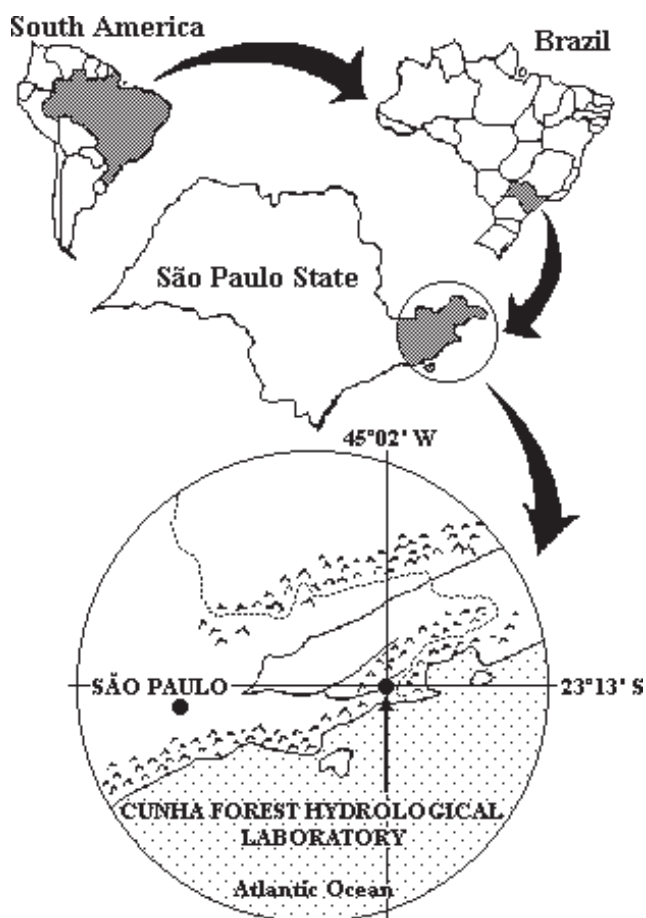 South America
Brazil
São Paulo State
45°02' W
SÃO PAULO
23°13' S
CUNHA FOREST HYDROLOGICAL
LABORATORY
Atlantic Ocean